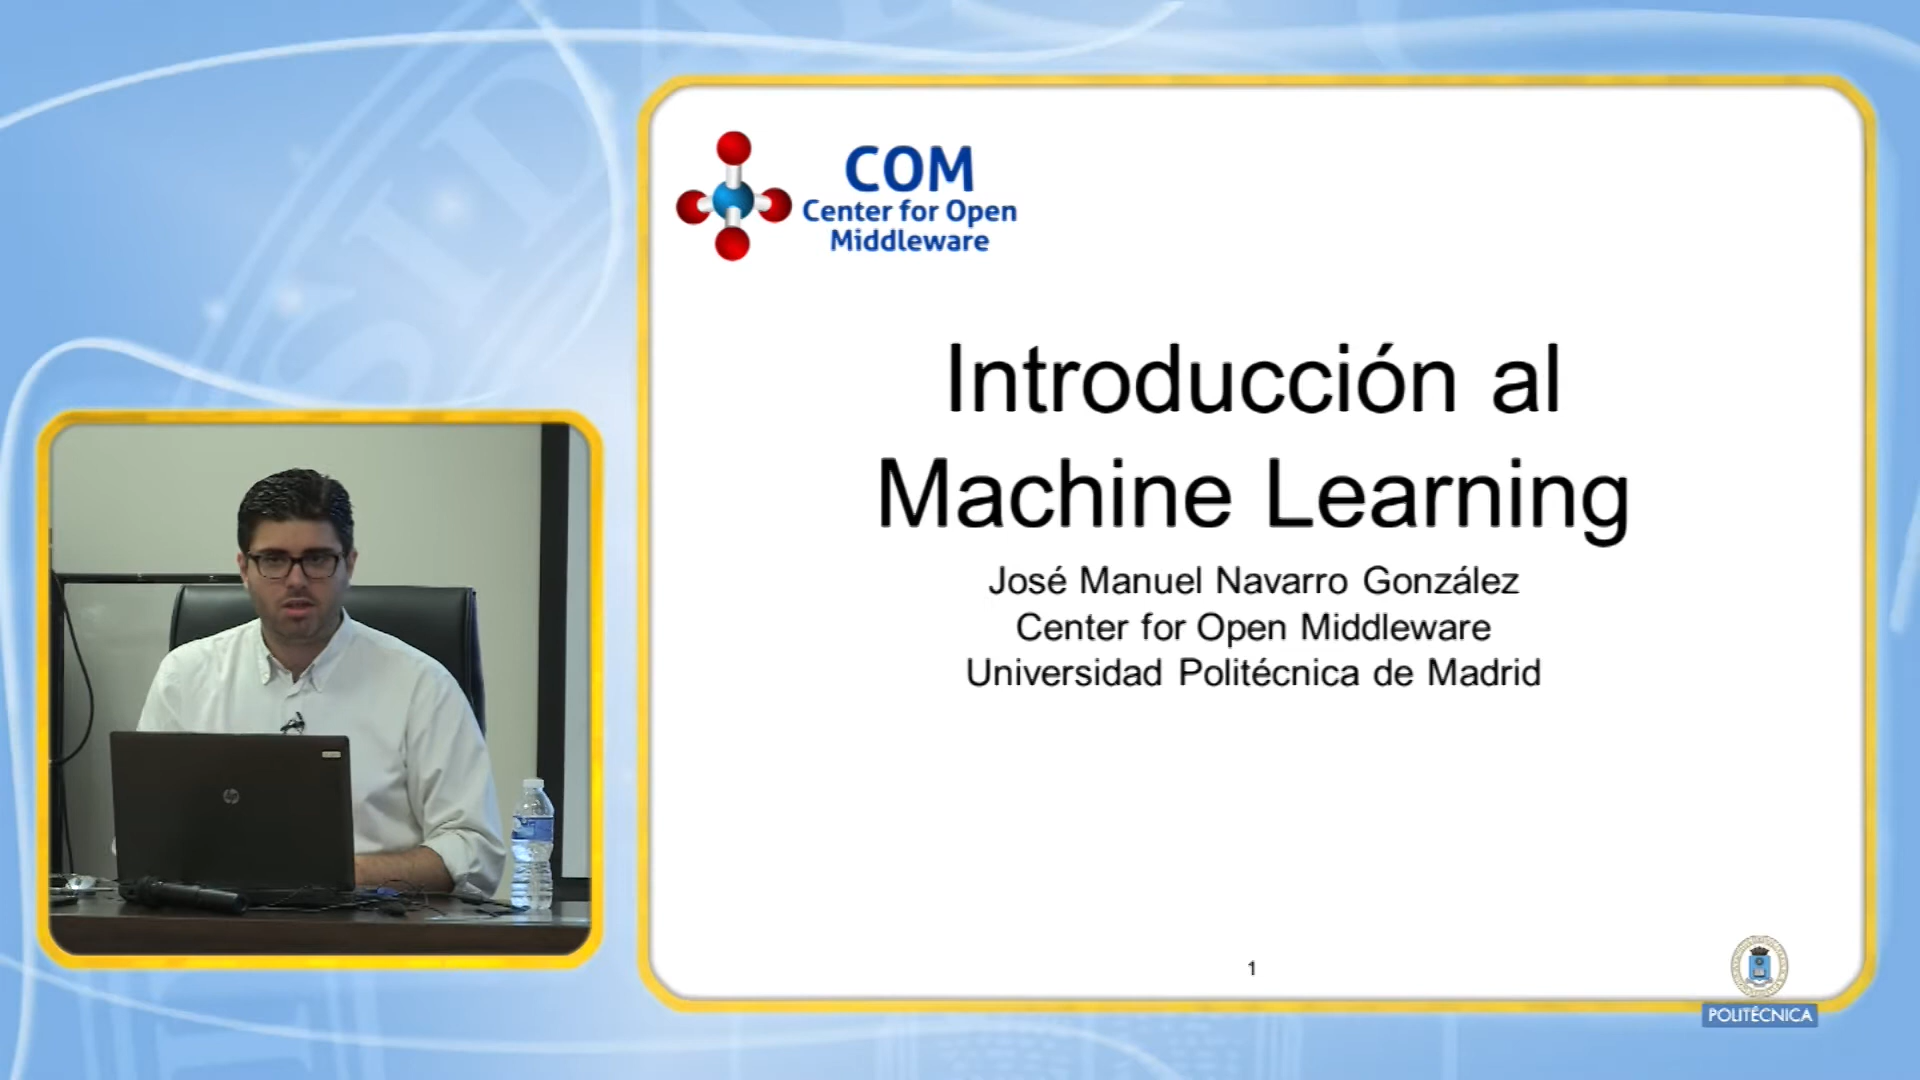 COM
Center for Open
Middleware
Introducción al
Machine Learning
José Manuel Navarro González
Center for Open Middleware
Universidad Politécnica de Madrid
1
POLITÉCNICA
hp